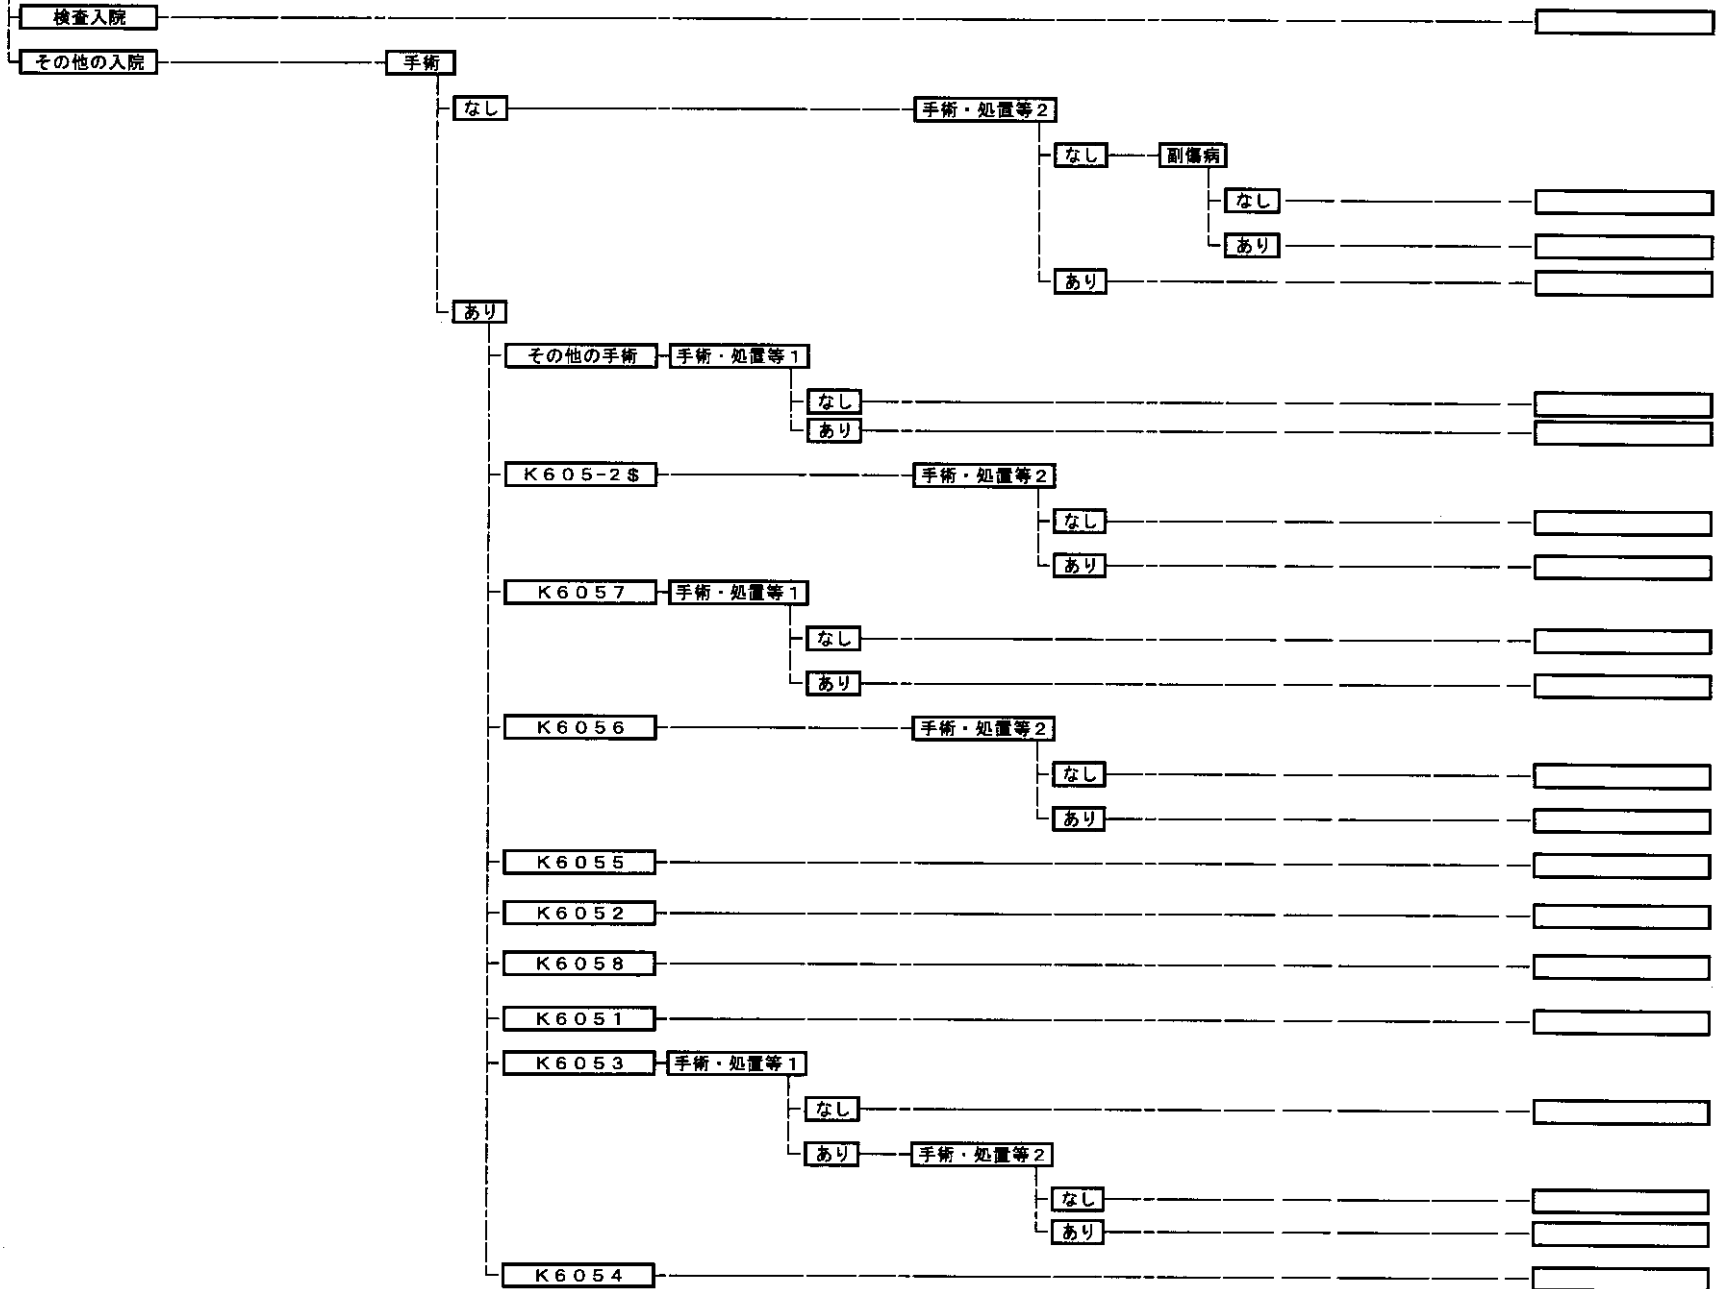 検査入院
その他の入院 手術
なし 手術・処置等2
なし 副傷病
なし
あり
あり
あり
その他の手術 手術・処置等1
なし
あり
K605-2$ 手術・処置等2
なし
あり
K6057 手術・処置等1
なし
あり
K6056 手術・処置等2
なし
あり
K6055
K6052
K6058
K6051
K6053 手術・処置等1
なし
あり 手術・処置等2
なし
あり
K6054